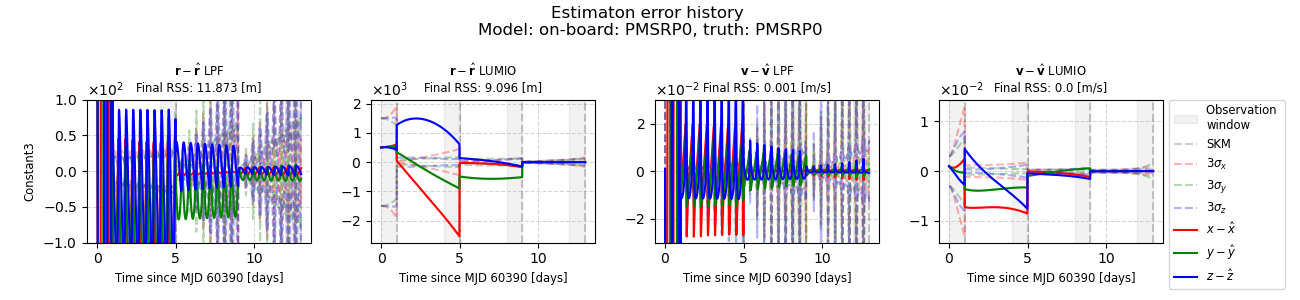 Estimaton error history
Model: on-board: PMSRP0, truth: PMSRP0
r − r̂ LPF
×10² Final RSS: 11.873 [m]
1.0
0.5
0.0
−0.5
−1.0
Constant3
0 5 10
Time since MJD 60390 [days]
r − r̂ LUMIO
×10³ Final RSS: 9.096 [m]
2
1
0
−1
−2
0 5 10
Time since MJD 60390 [days]
v − v̂ LPF
×10⁻² Final RSS: 0.001 [m/s]
2
0
−2
0 5 10
Time since MJD 60390 [days]
v − v̂ LUMIO
×10⁻² Final RSS: 0.0 [m/s]
1
0
−1
0 5 10
Time since MJD 60390 [days]
Observation
window
SKM
3σₓ
3σ_y
3σ_z
x − x̂
y − ŷ
z − ẑ